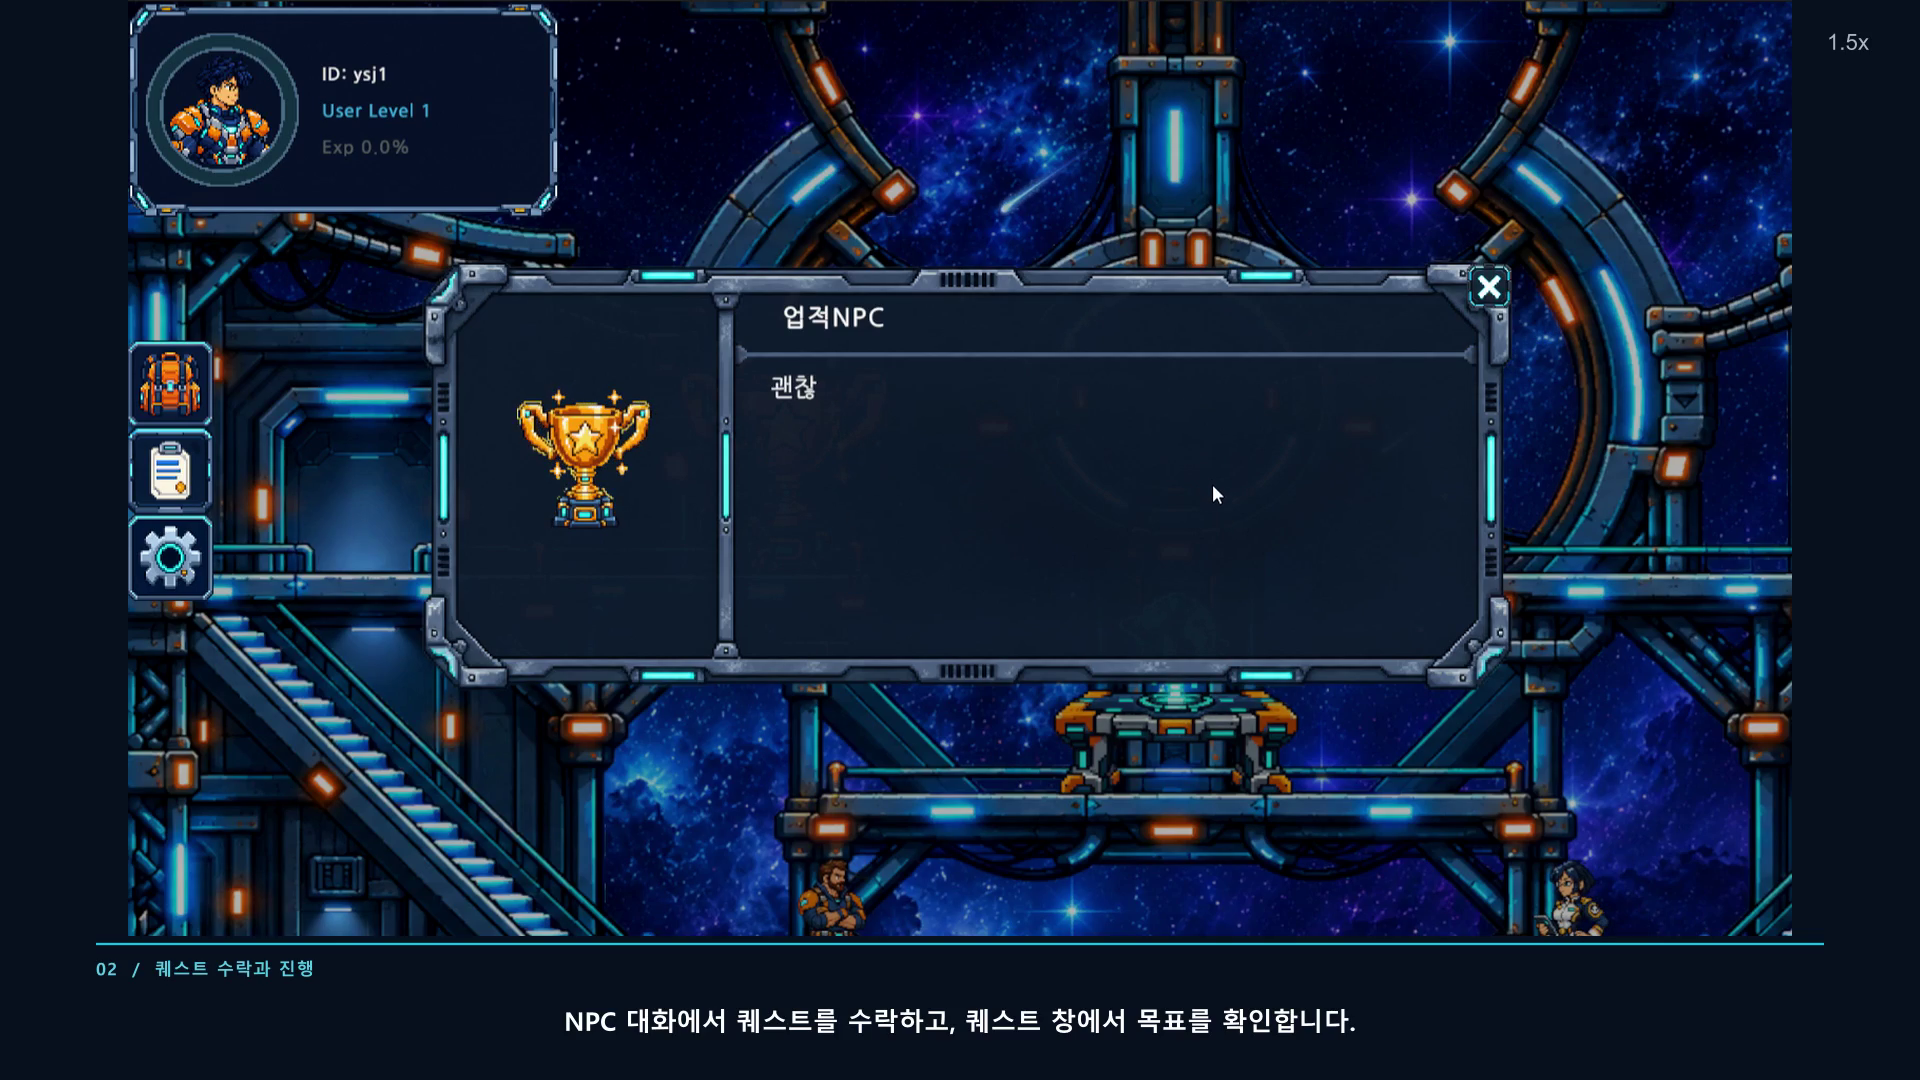 1.5x
ID: ysj1
User Level 1
Exp 0.0%
업적NPC
괜찮
02 / 퀘스트 수락과 진행
NPC 대화에서 퀘스트를 수락하고, 퀘스트 창에서 목표를 확인합니다.